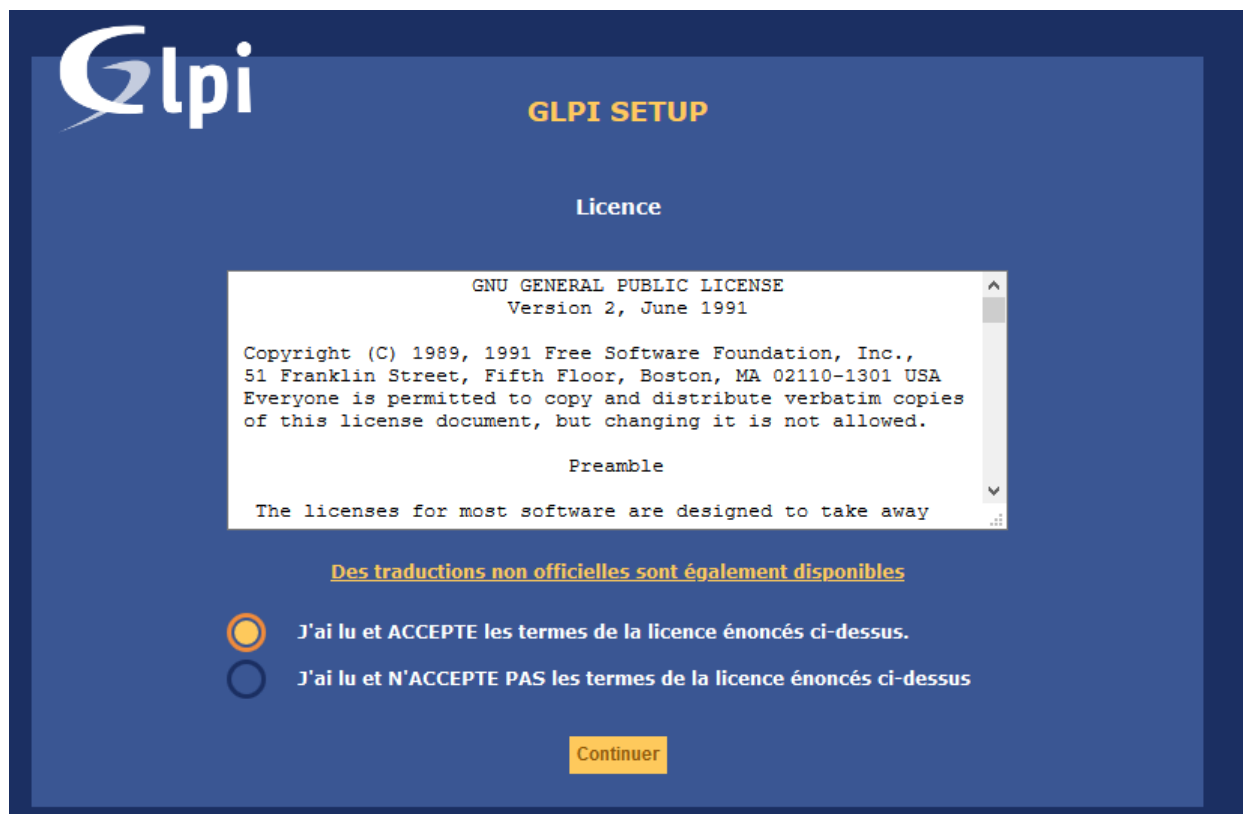 Glpi
GLPI SETUP
Licence
GNU GENERAL PUBLIC LICENSE
Version 2, June 1991
Copyright (C) 1989, 1991 Free Software Foundation, Inc.,
51 Franklin Street, Fifth Floor, Boston, MA 02110-1301 USA
Everyone is permitted to copy and distribute verbatim copies
of this license document, but changing it is not allowed.
Preamble
The licenses for most software are designed to take away
Des traductions non officielles sont également disponibles
J'ai lu et ACCEPTE les termes de la licence énoncés ci-dessus.
J'ai lu et N'ACCEPTE PAS les termes de la licence énoncés ci-dessus
Continuer